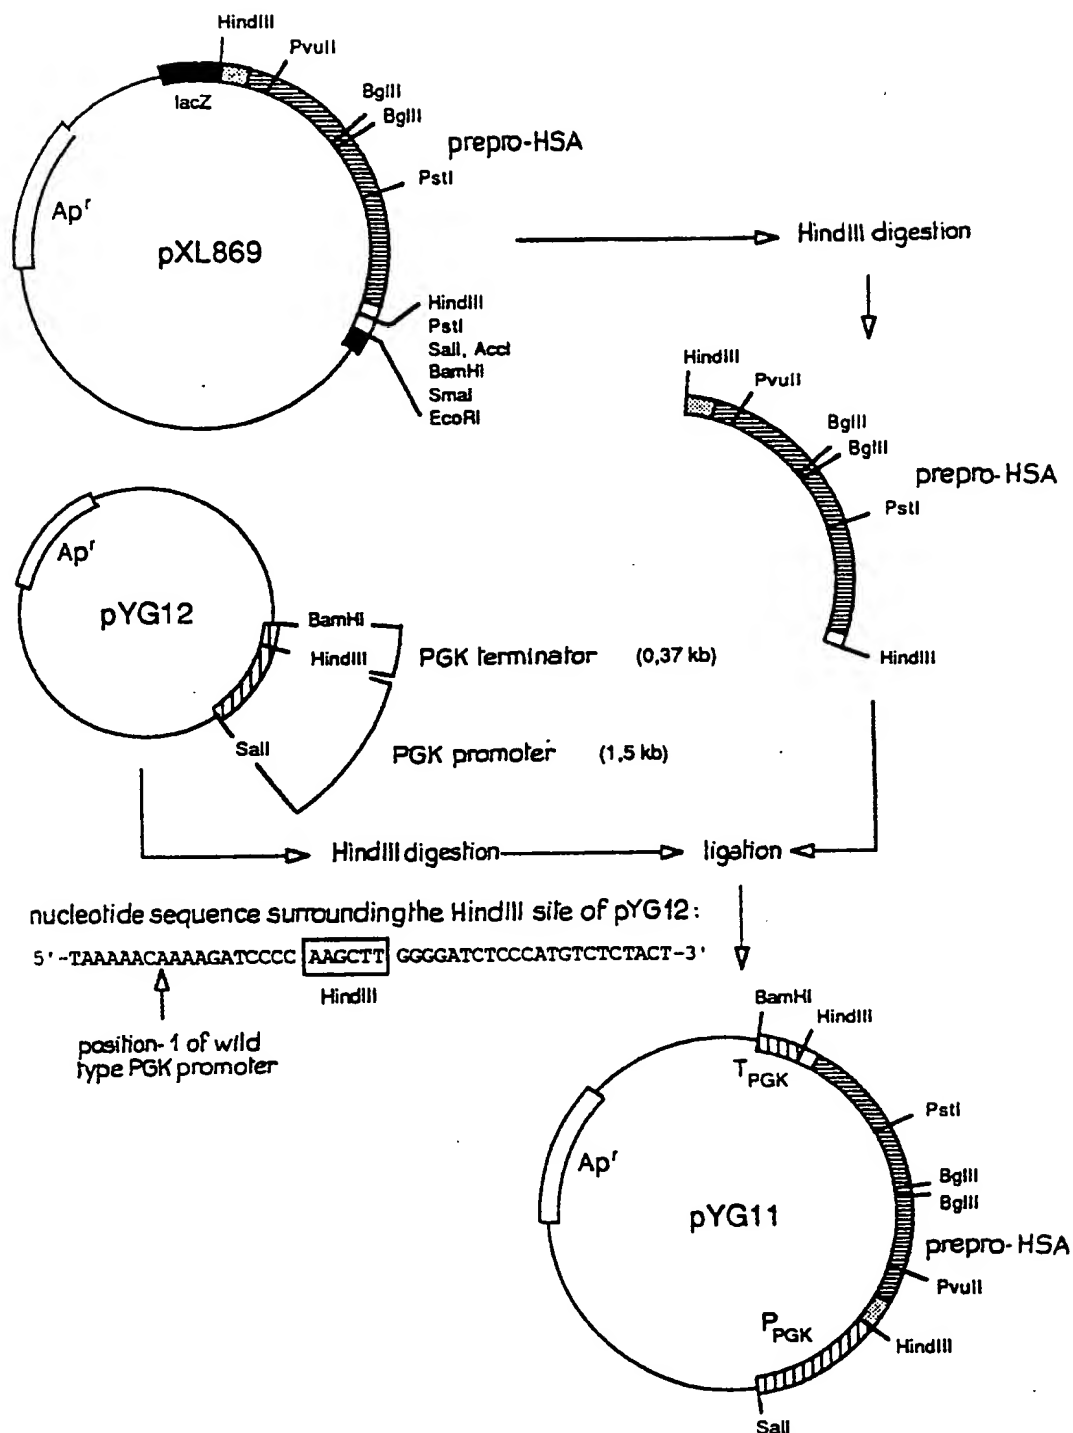 HindIII
PvuII
BglII
BglII
prepro-HSA
PstI
lacZ
Ap^r
pXL869
HindIII digestion
HindIII
PstI
SalI, AccI
BamHI
SmaI
EcoRI
HindIII
PvuII
BglII
BglII
prepro-HSA
PstI
HindIII
Ap^r
pYG12
BamHI
HindIII
PGK terminator (0,37 kb)
SalI
PGK promoter (1,5 kb)
HindIII digestion
ligation
nucleotide sequence surrounding the HindIII site of pYG12:
5'-TAAAAACAAAAGATCCCC AAGCTT GGGGATCTCCCATGTCTCTACT-3'
HindIII
position-1 of wild
type PGK promoter
BamHI
HindIII
T PGK
PstI
Ap^r
BglII
BglII
pYG11
prepro-HSA
PvuII
P PGK
HindIII
SalI